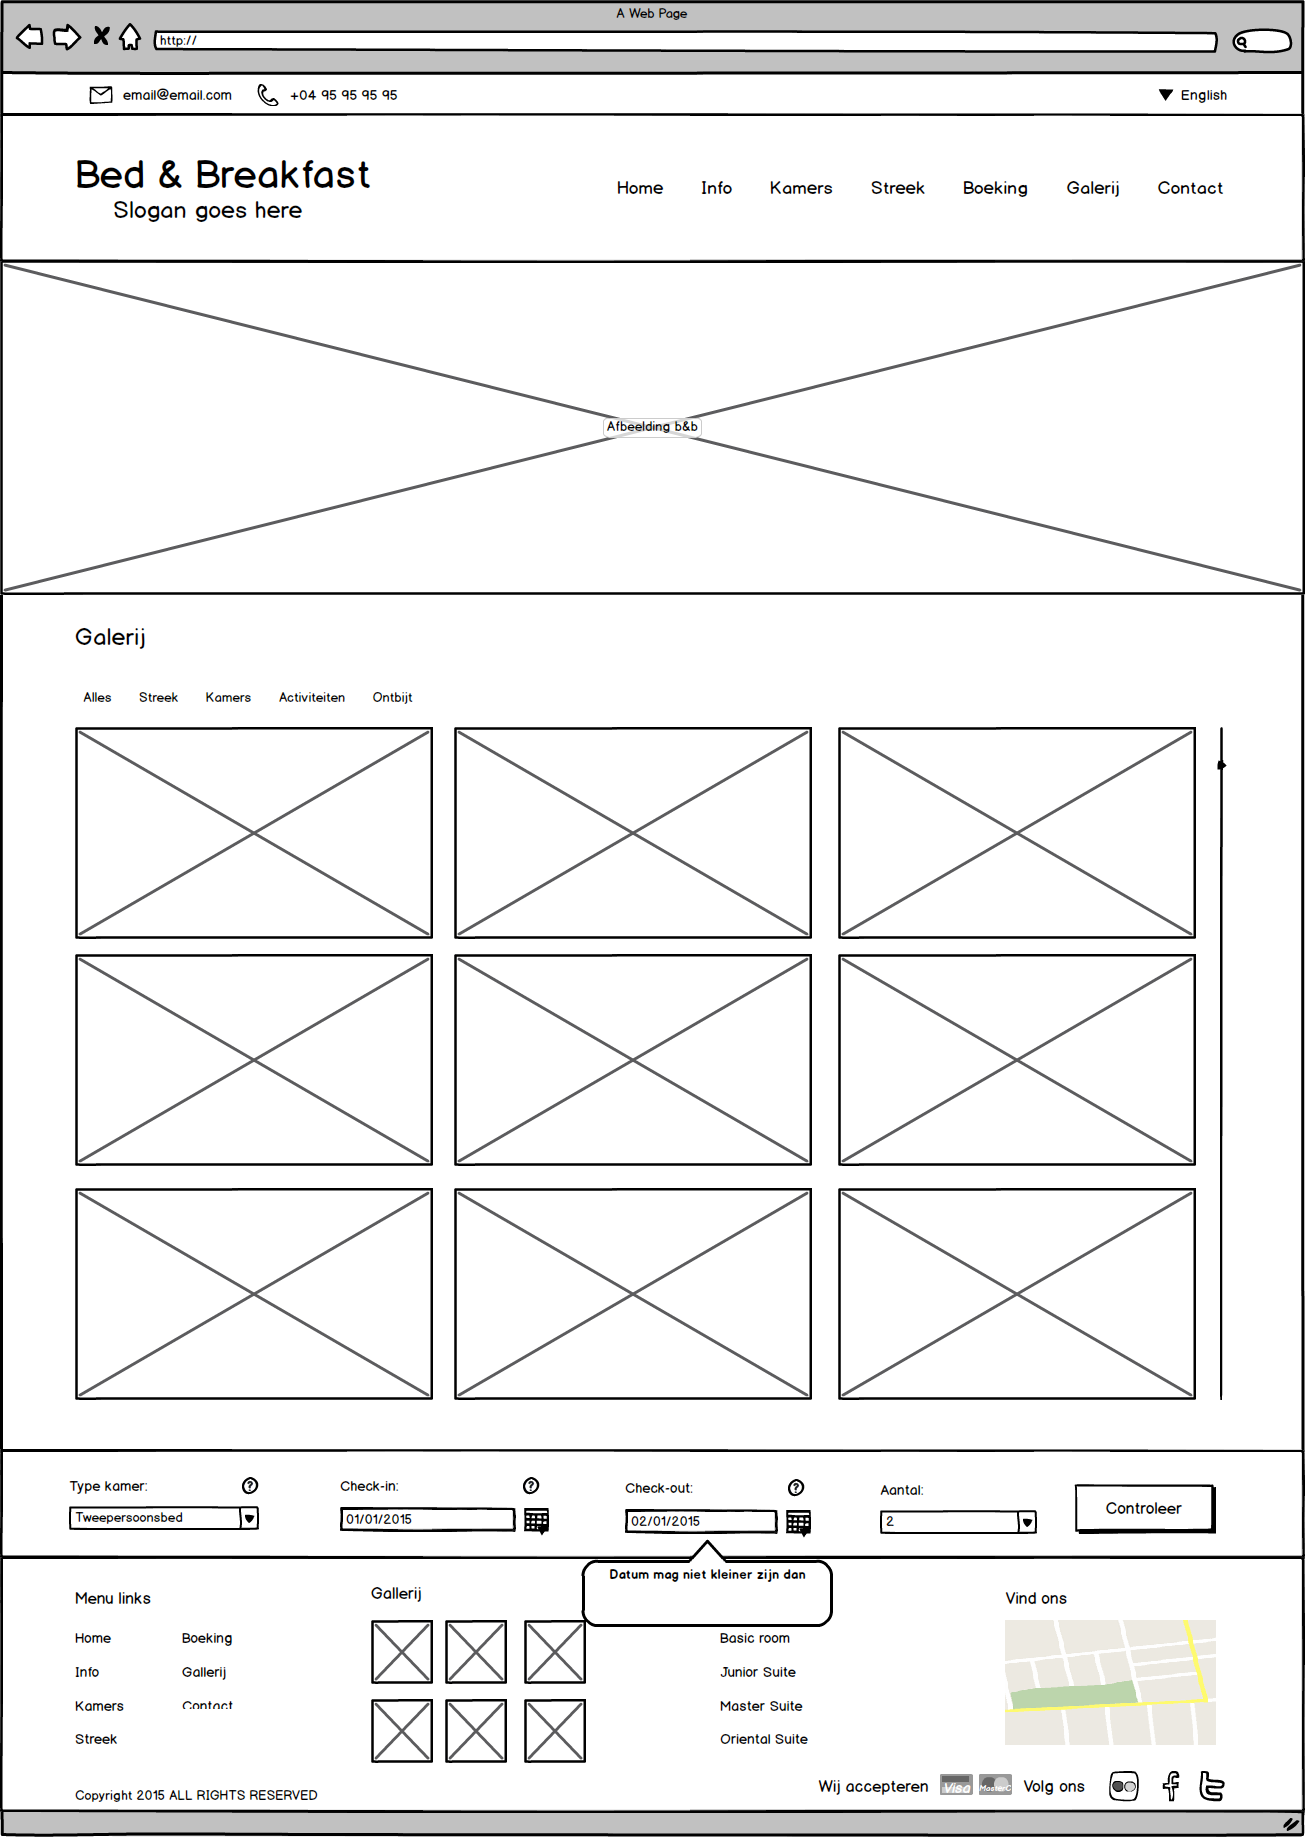 A Web Page
http://
email@email.com +04 95 95 95 95 English
Bed & Breakfast
Slogan goes here
Home Info Kamers Streek Boeking Galerij Contact
Afbeelding b&b
Galerij
Alles Streek Kamers Activiteiten Ontbijt
Type kamer: ? Check-in: ? Check-out: ? Aantal:
Tweepersoonsbed 01/01/2015 02/01/2015 2 Controleer
Datum mag niet kleiner zijn dan
Menu links Gallerij Vind ons
Home Boeking Basic room
Info Gallerij Junior Suite
Kamers Contact Master Suite
Streek Oriental Suite
Wij accepteren Visa MasterC Volg ons
Copyright 2015 ALL RIGHTS RESERVED